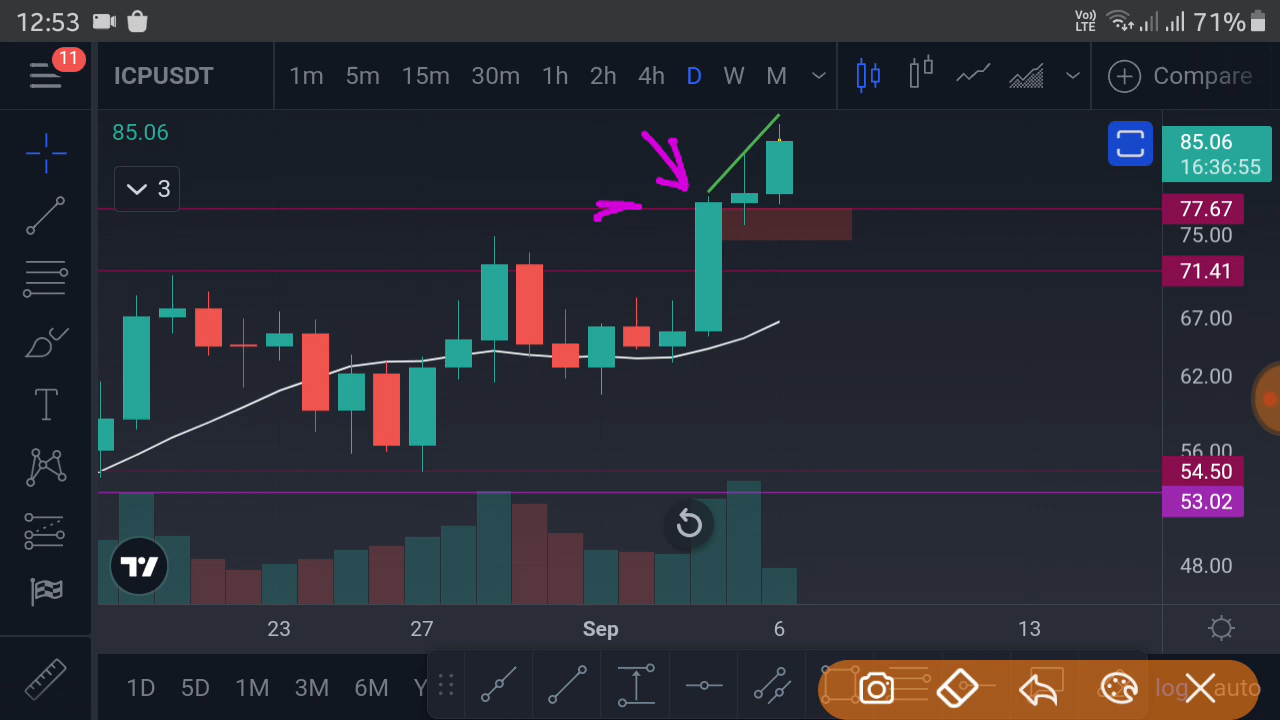 12:53 Vo)) LTE 71%
11
ICPUSDT 1m 5m 15m 30m 1h 2h 4h D W M Compare
85.06
3
85.06
16:36:55
77.67
75.00
71.41
67.00
62.00
56.00
54.50
53.02
48.00
T
23 27 Sep 6 13
1D 5D 1M 3M 6M Y log auto